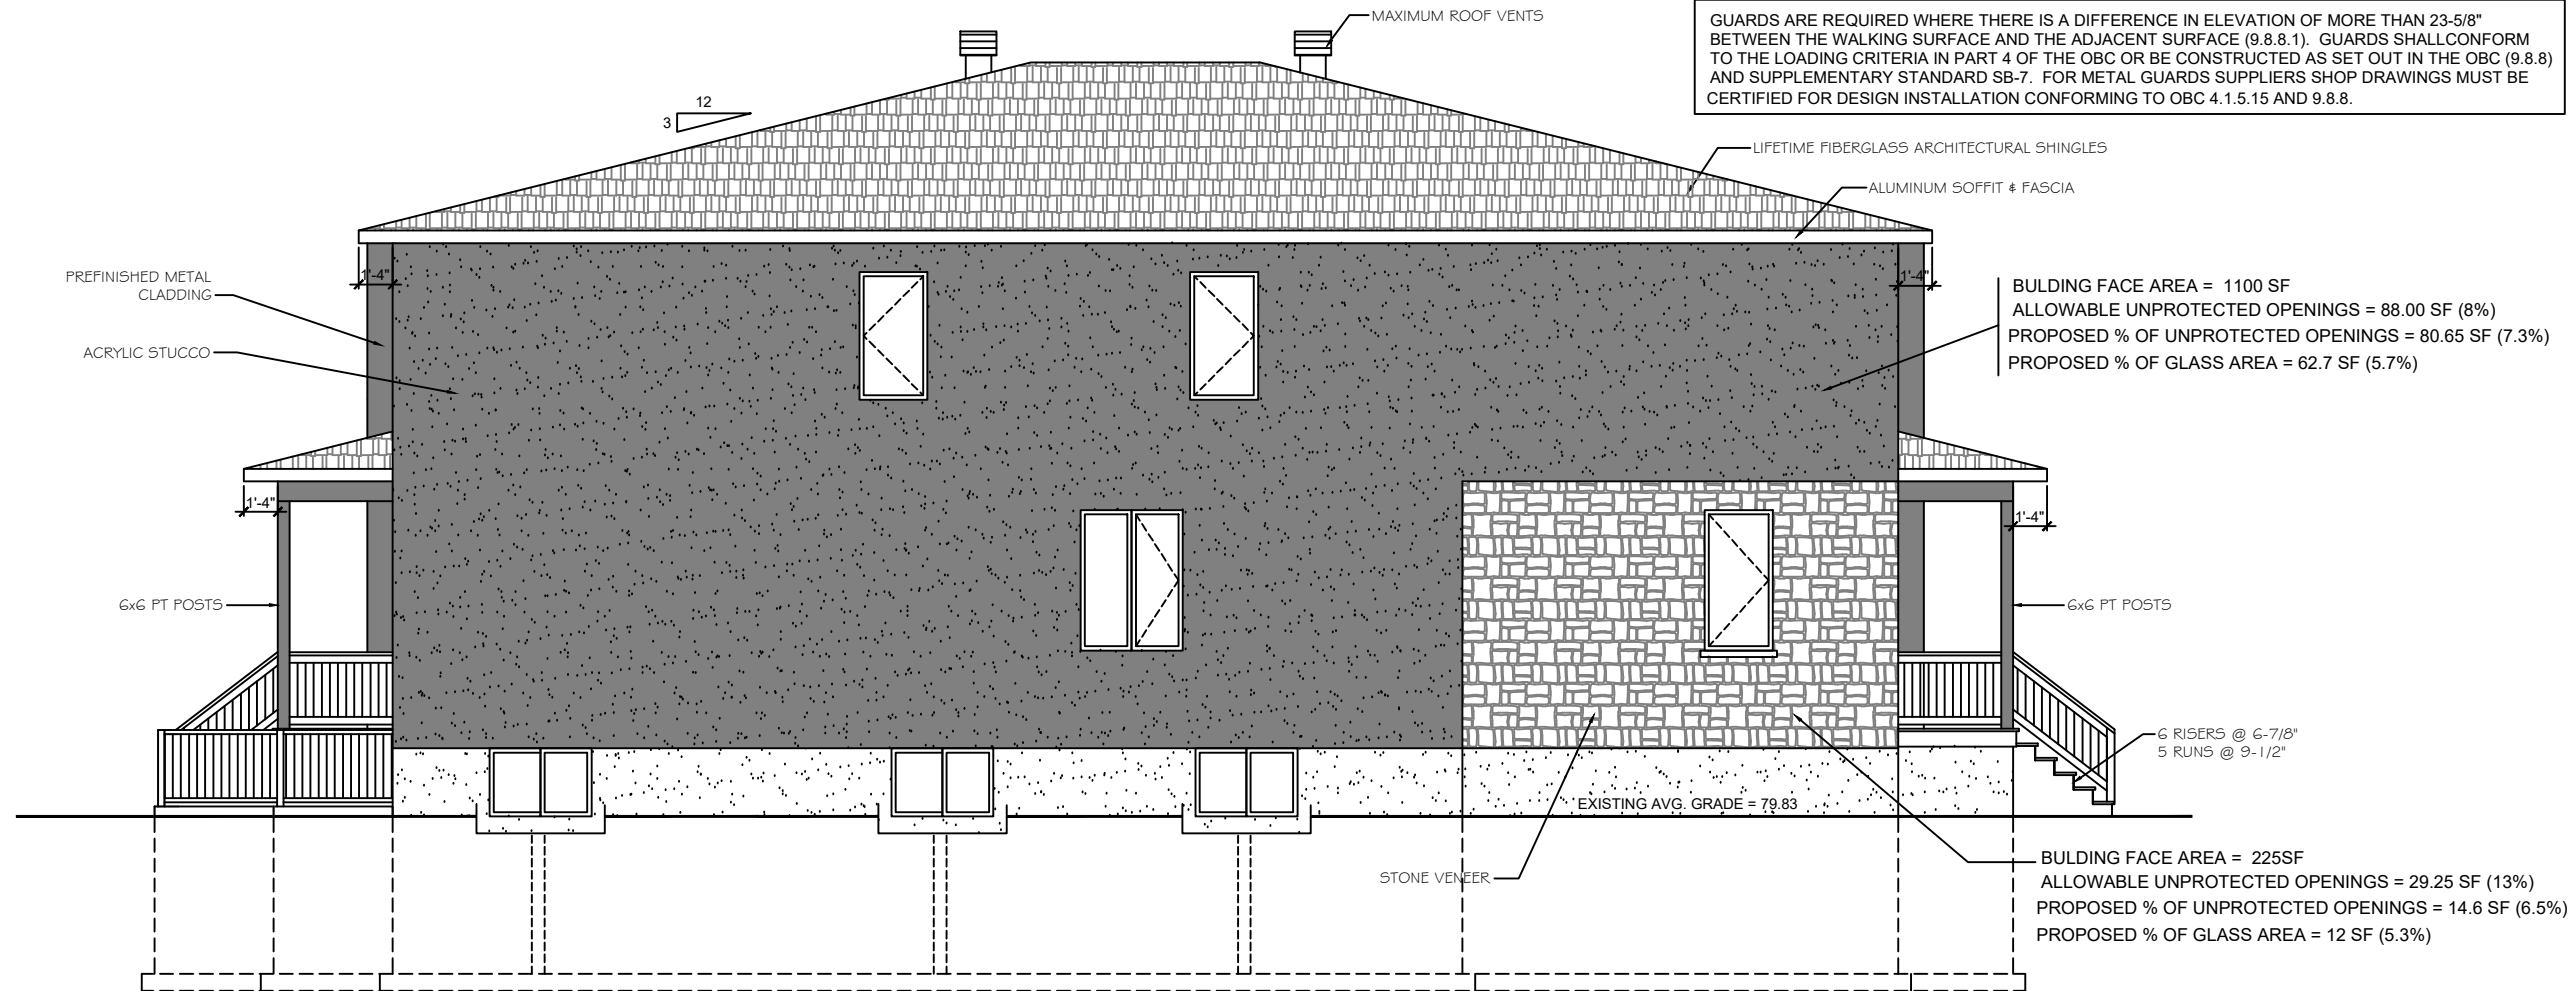 MAXIMUM ROOF VENTS
GUARDS ARE REQUIRED WHERE THERE IS A DIFFERENCE IN ELEVATION OF MORE THAN 23-5/8"
BETWEEN THE WALKING SURFACE AND THE ADJACENT SURFACE (9.8.8.1). GUARDS SHALLCONFORM
TO THE LOADING CRITERIA IN PART 4 OF THE OBC OR BE CONSTRUCTED AS SET OUT IN THE OBC (9.8.8)
AND SUPPLEMENTARY STANDARD SB-7. FOR METAL GUARDS SUPPLIERS SHOP DRAWINGS MUST BE
CERTIFIED FOR DESIGN INSTALLATION CONFORMING TO OBC 4.1.5.15 AND 9.8.8.
12
3
LIFETIME FIBERGLASS ARCHITECTURAL SHINGLES
ALUMINUM SOFFIT & FASCIA
PREFINISHED METAL
CLADDING
1'-4"
1'-4"
BULDING FACE AREA = 1100 SF
ALLOWABLE UNPROTECTED OPENINGS = 88.00 SF (8%)
PROPOSED % OF UNPROTECTED OPENINGS = 80.65 SF (7.3%)
PROPOSED % OF GLASS AREA = 62.7 SF (5.7%)
ACRYLIC STUCCO
1'-4"
1'-4"
6x6 PT POSTS
6x6 PT POSTS
6 RISERS @ 6-7/8"
5 RUNS @ 9-1/2"
EXISTING AVG. GRADE = 79.83
STONE VENEER
BULDING FACE AREA = 225SF
ALLOWABLE UNPROTECTED OPENINGS = 29.25 SF (13%)
PROPOSED % OF UNPROTECTED OPENINGS = 14.6 SF (6.5%)
PROPOSED % OF GLASS AREA = 12 SF (5.3%)